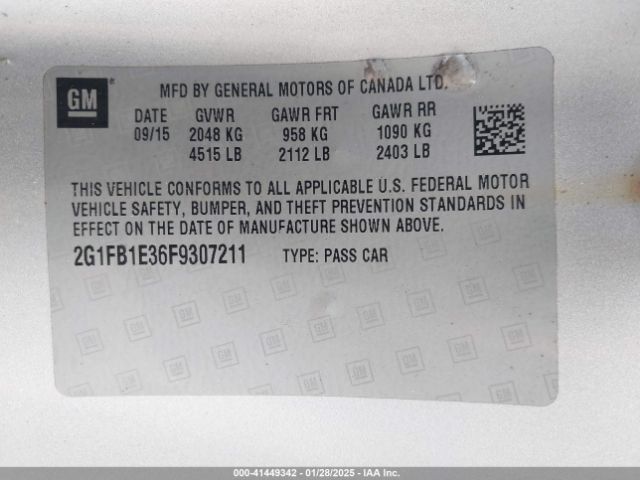 GM
MFD BY GENERAL MOTORS OF CANADA LTD.
DATE GVWR GAWR FRT GAWR RR
09/15 2048 KG 958 KG 1090 KG
4515 LB 2112 LB 2403 LB
THIS VEHICLE CONFORMS TO ALL APPLICABLE U.S. FEDERAL MOTOR
VEHICLE SAFETY, BUMPER, AND THEFT PREVENTION STANDARDS IN
EFFECT ON THE DATE OF MANUFACTURE SHOWN ABOVE.
2G1FB1E36F9307211 TYPE: PASS CAR
000-41449342 - 01/28/2025 - IAA Inc.